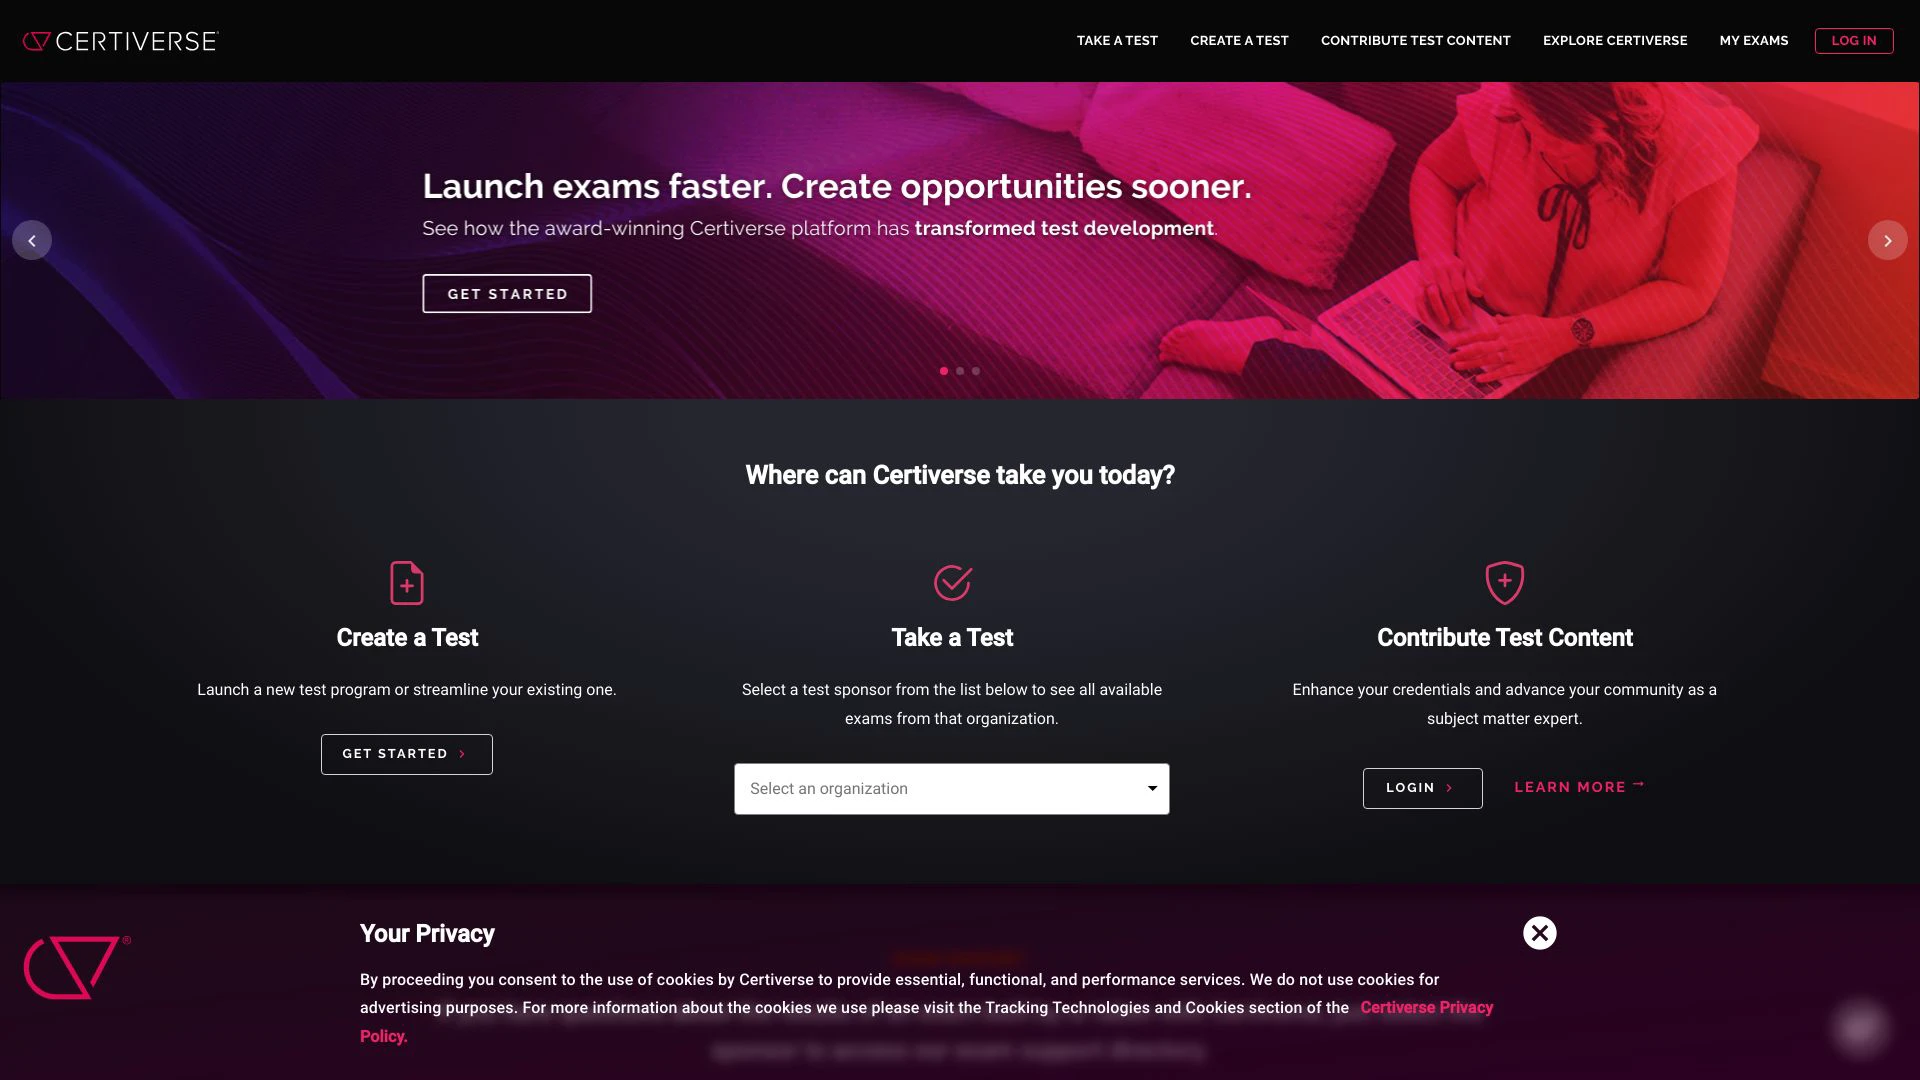 CERTIVERSE
TAKE A TEST
CREATE A TEST
CONTRIBUTE TEST CONTENT
EXPLORE CERTIVERSE
MY EXAMS
LOG IN
Launch exams faster. Create opportunities sooner.
See how the award-winning Certiverse platform has transformed test development.
GET STARTED
Where can Certiverse take you today?
Create a Test
Launch a new test program or streamline your existing one.
GET STARTED
Take a Test
Select a test sponsor from the list below to see all available
exams from that organization.
Select an organization
Contribute Test Content
Enhance your credentials and advance your community as a
subject matter expert.
LOGIN
LEARN MORE →
®
Your Privacy
By proceeding you consent to the use of cookies by Certiverse to provide essential, functional, and performance services. We do not use cookies for
advertising purposes. For more information about the cookies we use please visit the Tracking Technologies and Cookies section of the Certiverse Privacy
Policy.
sponsor to access our exam support directory.